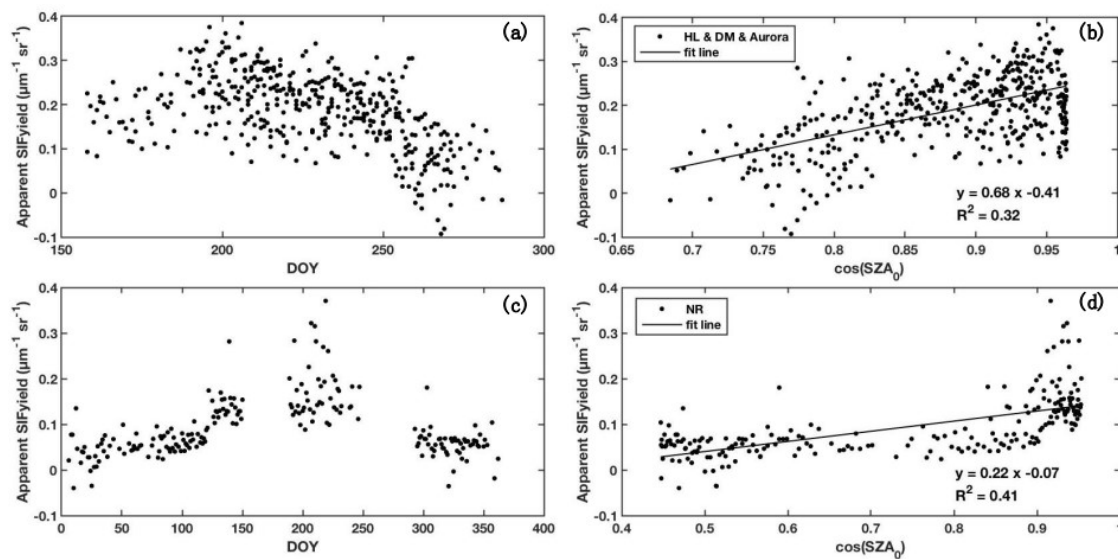 (a)
Apparent SIFyield (μm⁻¹ sr⁻¹)
0.4
0.3
0.2
0.1
0
-0.1
150 200 250 300
DOY
(b)
Apparent SIFyield (μm⁻¹ sr⁻¹)
0.4
0.3
0.2
0.1
0
-0.1
HL & DM & Aurora
fit line
y = 0.68 x -0.41
R² = 0.32
0.65 0.7 0.75 0.8 0.85 0.9 0.95 1
cos(SZA₀)
(c)
Apparent SIFyield (μm⁻¹ sr⁻¹)
0.4
0.3
0.2
0.1
0
-0.1
0 50 100 150 200 250 300 350 400
DOY
(d)
Apparent SIFyield (μm⁻¹ sr⁻¹)
0.4
0.3
0.2
0.1
0
-0.1
NR
fit line
y = 0.22 x -0.07
R² = 0.41
0.4 0.5 0.6 0.7 0.8 0.9 1
cos(SZA₀)